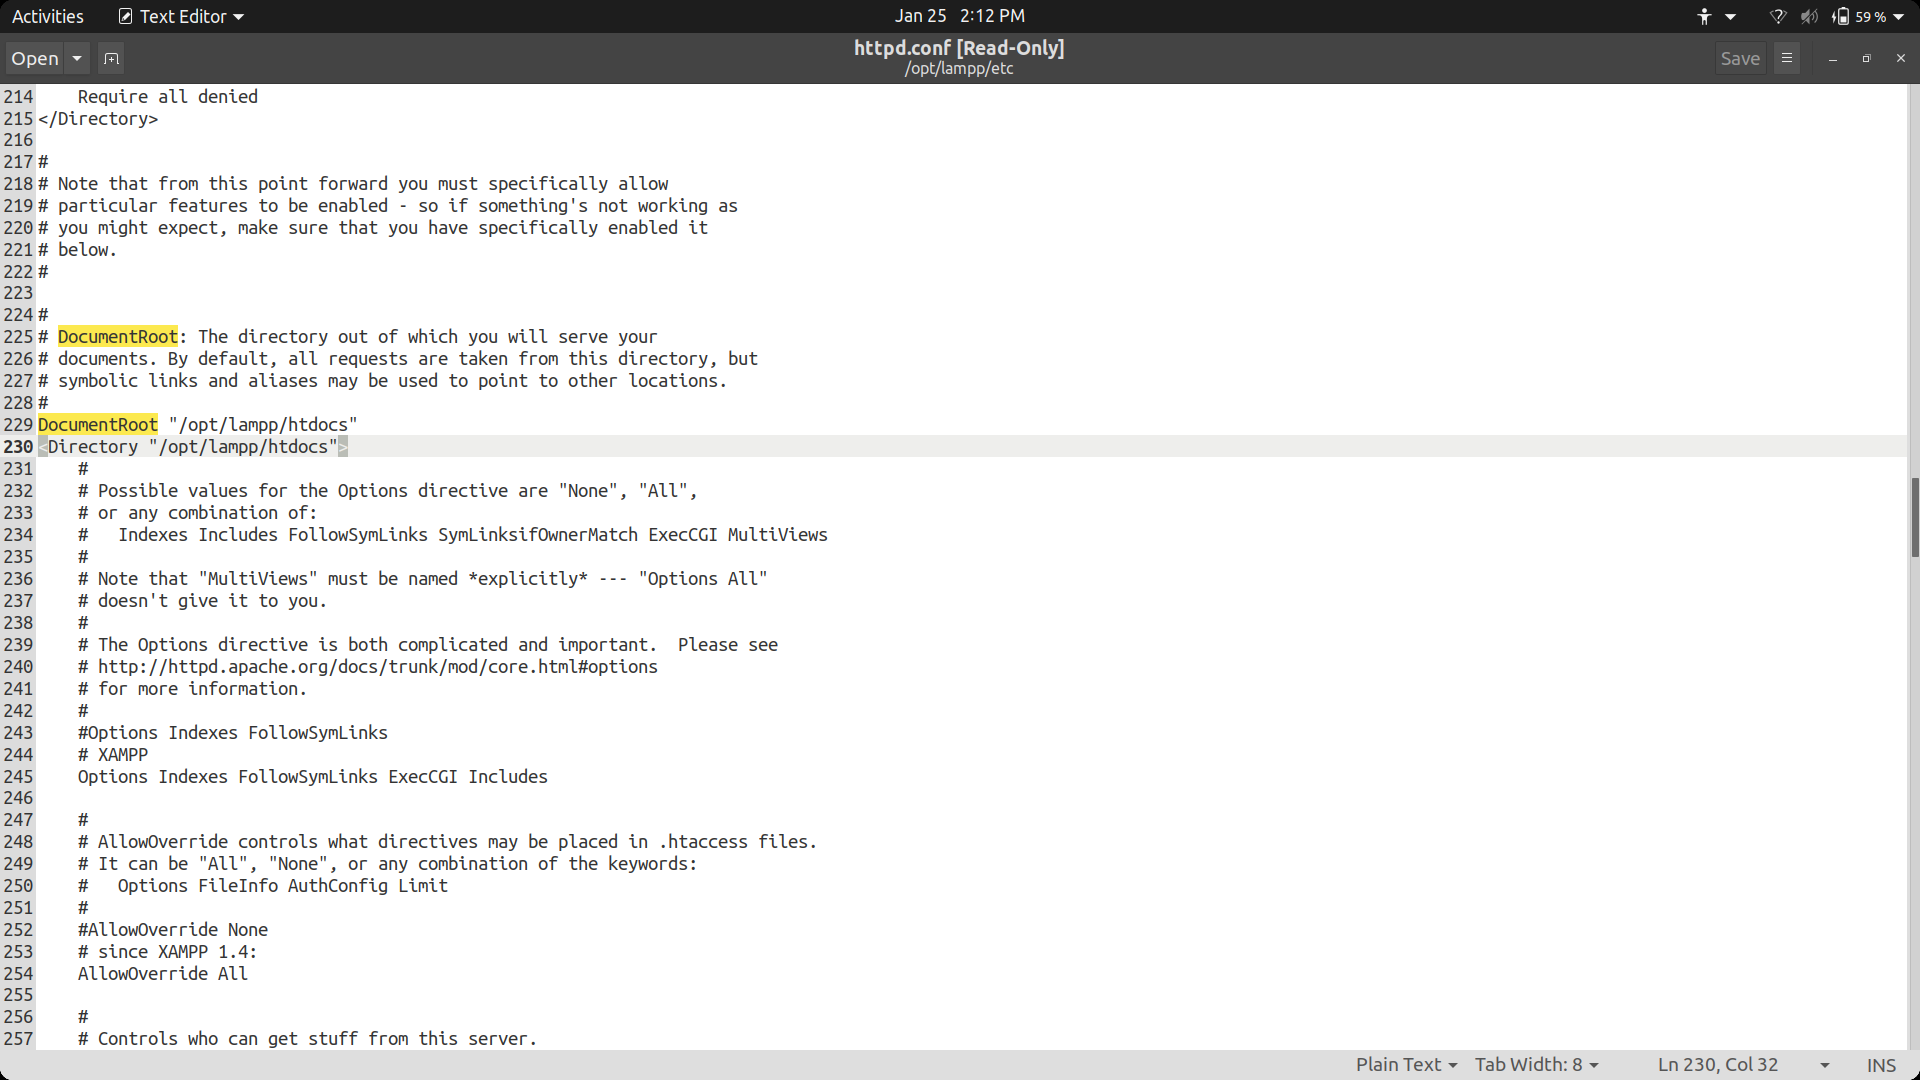 Activities Text Editor Jan 25 2:12 PM 59 %
Open httpd.conf [Read-Only] Save
/opt/lampp/etc
214     Require all denied
215 </Directory>
216
217 #
218 # Note that from this point forward you must specifically allow
219 # particular features to be enabled - so if something's not working as
220 # you might expect, make sure that you have specifically enabled it
221 # below.
222 #
223
224 #
225 # DocumentRoot: The directory out of which you will serve your
226 # documents. By default, all requests are taken from this directory, but
227 # symbolic links and aliases may be used to point to other locations.
228 #
229 DocumentRoot "/opt/lampp/htdocs"
230 <Directory "/opt/lampp/htdocs">
231     #
232     # Possible values for the Options directive are "None", "All",
233     # or any combination of:
234     #   Indexes Includes FollowSymLinks SymLinksifOwnerMatch ExecCGI MultiViews
235     #
236     # Note that "MultiViews" must be named *explicitly* --- "Options All"
237     # doesn't give it to you.
238     #
239     # The Options directive is both complicated and important.  Please see
240     # http://httpd.apache.org/docs/trunk/mod/core.html#options
241     # for more information.
242     #
243     #Options Indexes FollowSymLinks
244     # XAMPP
245     Options Indexes FollowSymLinks ExecCGI Includes
246
247     #
248     # AllowOverride controls what directives may be placed in .htaccess files.
249     # It can be "All", "None", or any combination of the keywords:
250     #   Options FileInfo AuthConfig Limit
251     #
252     #AllowOverride None
253     # since XAMPP 1.4:
254     AllowOverride All
255
256     #
257     # Controls who can get stuff from this server.
Plain Text Tab Width: 8 Ln 230, Col 32 INS